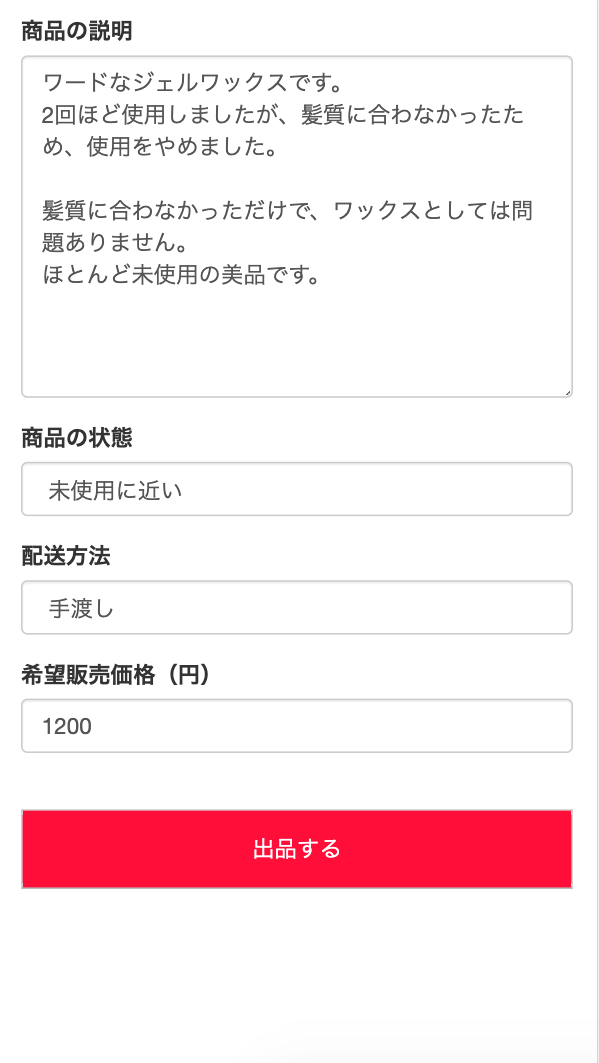 商品の説明
ワードなジェルワックスです。
2回ほど使用しましたが、髪質に合わなかったた
め、使用をやめました。
髪質に合わなかっただけで、ワックスとしては問
題ありません。
ほとんど未使用の美品です。
商品の状態
未使用に近い
配送方法
手渡し
希望販売価格（円）
1200
出品する